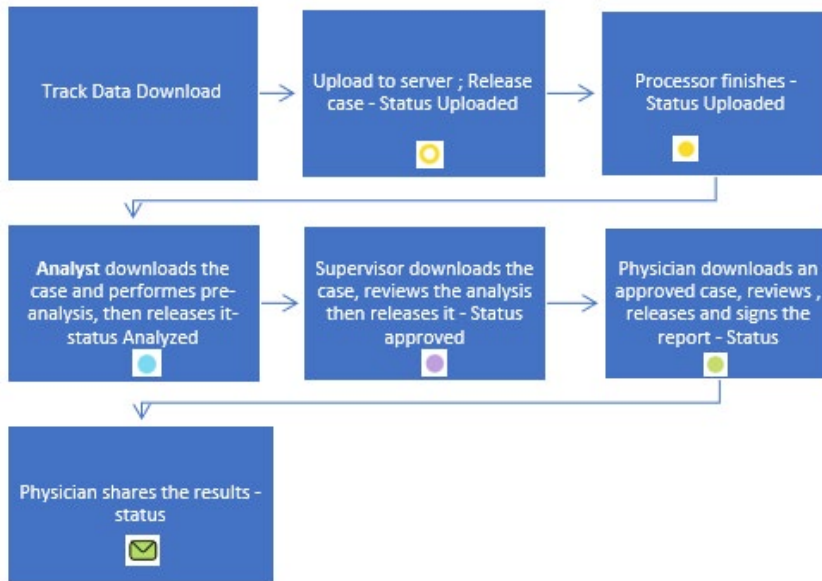 Track Data Download
Upload to server ; Release
case - Status Uploaded
Processor finishes -
Status Uploaded
Analyst downloads the
case and performes pre-
analysis, then releases it-
status Analyzed
Supervisor downloads the
case, reviews the analysis
then releases it - Status
approved
Physician downloads an
approved case, reviews ,
releases and signs the
report - Status
Physician shares the results -
status